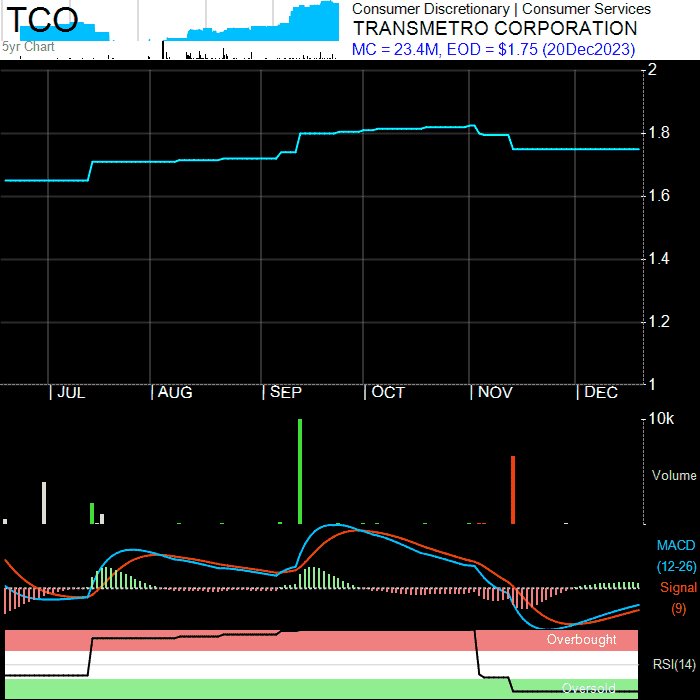 TCO
5yr Chart
Consumer Discretionary | Consumer Services
TRANSMETRO CORPORATION
MC = 23.4M, EOD = $1.75 (20Dec2023)
2
1.8
1.6
1.4
1.2
1
| JUL | AUG | SEP | OCT | NOV | DEC
10k
Volume
MACD
(12-26)
Signal
(9)
Overbought
RSI(14)
Oversold